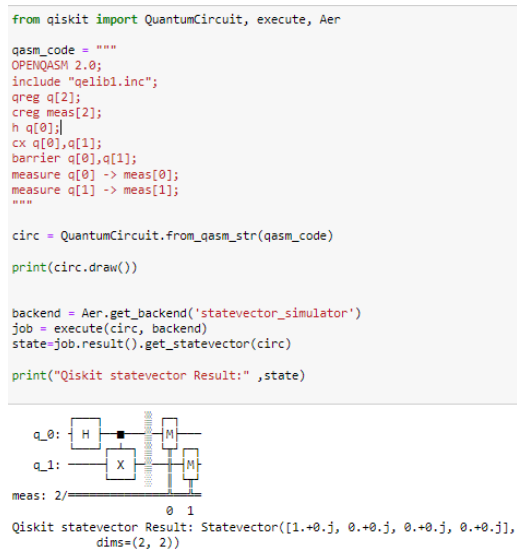 from qiskit import QuantumCircuit, execute, Aer
qasm_code = """
OPENQASM 2.0;
include "qelib1.inc";
qreg q[2];
creg meas[2];
h q[0];
cx q[0],q[1];
barrier q[0],q[1];
measure q[0] -> meas[0];
measure q[1] -> meas[1];
"""
circ = QuantumCircuit.from_qasm_str(qasm_code)
print(circ.draw())
backend = Aer.get_backend('statevector_simulator')
job = execute(circ, backend)
state=job.result().get_statevector(circ)
print("Qiskit statevector Result:" ,state)
q_0: H M
q_1: X M
meas: 2/
0 1
Qiskit statevector Result: Statevector([1.+0.j, 0.+0.j, 0.+0.j, 0.+0.j],
dims=(2, 2))